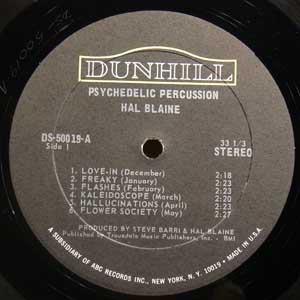 DUNHILL
PSYCHEDELIC PERCUSSION
HAL BLAINE
DS-50019-A
Side 1
33 1/3
STEREO
1. LOVE-IN (December) 2:18
2. FREAKY (January) 2:23
3. FLASHES (February) 2:23
4. KALEIDOSCOPE (March) 2:20
5. HALLUCINATIONS (April) 2:23
6. FLOWER SOCIETY (May) 2:27
PRODUCED BY STEVE BARRI & HAL BLAINE
Published by Trousdale Music Publishers, Inc. - BMI
A SUBSIDIARY OF ABC RECORDS INC., NEW YORK, N.Y. 10019 • MADE IN U.S.A.